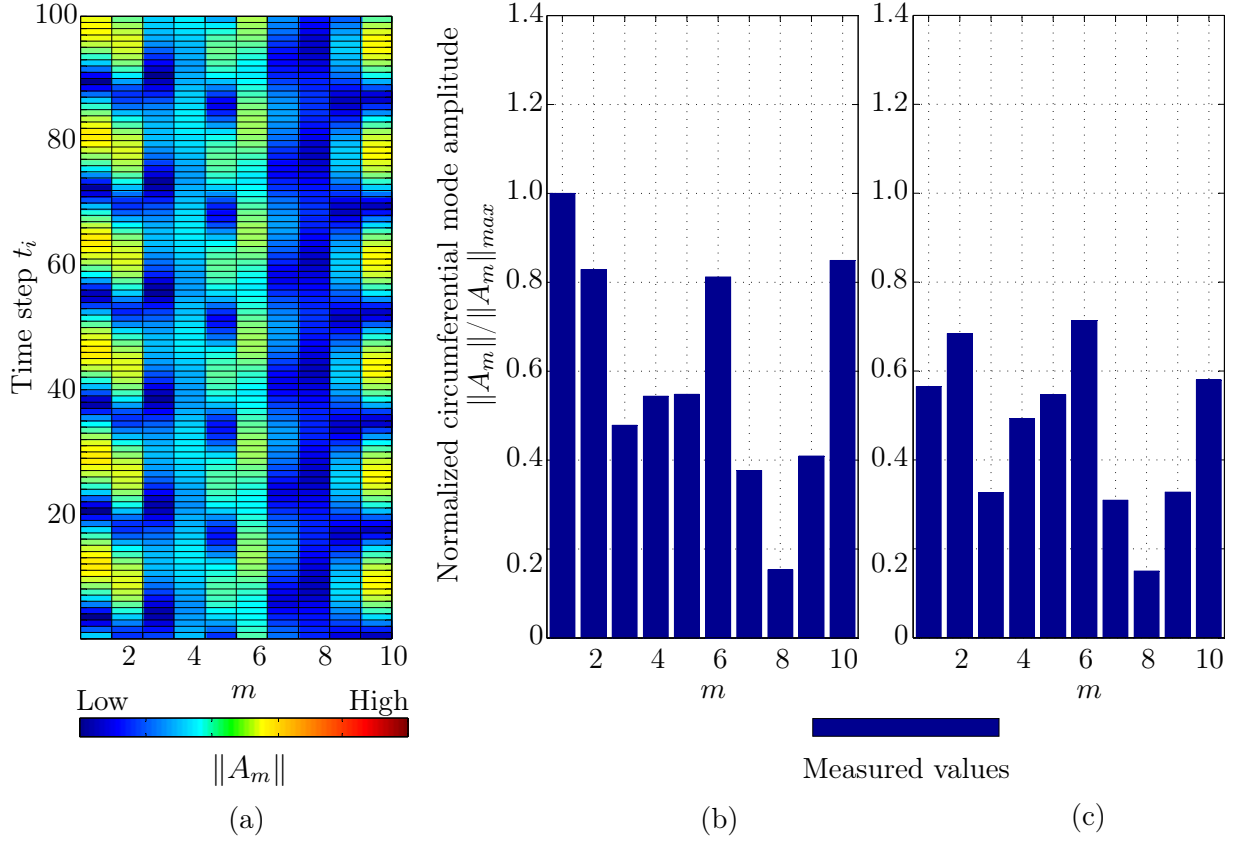 100
80
60
40
20
Time step t_i
2 4 6 8 10
m
Low High
‖A_m‖
(a)
Normalized circumferential mode amplitude
‖A_m‖/‖A_m‖_max
1.4
1.2
1.0
0.8
0.6
0.4
0.2
0
2 4 6 8 10
m
(b)
1.4
1.2
1.0
0.8
0.6
0.4
0.2
0
2 4 6 8 10
m
(c)
Measured values